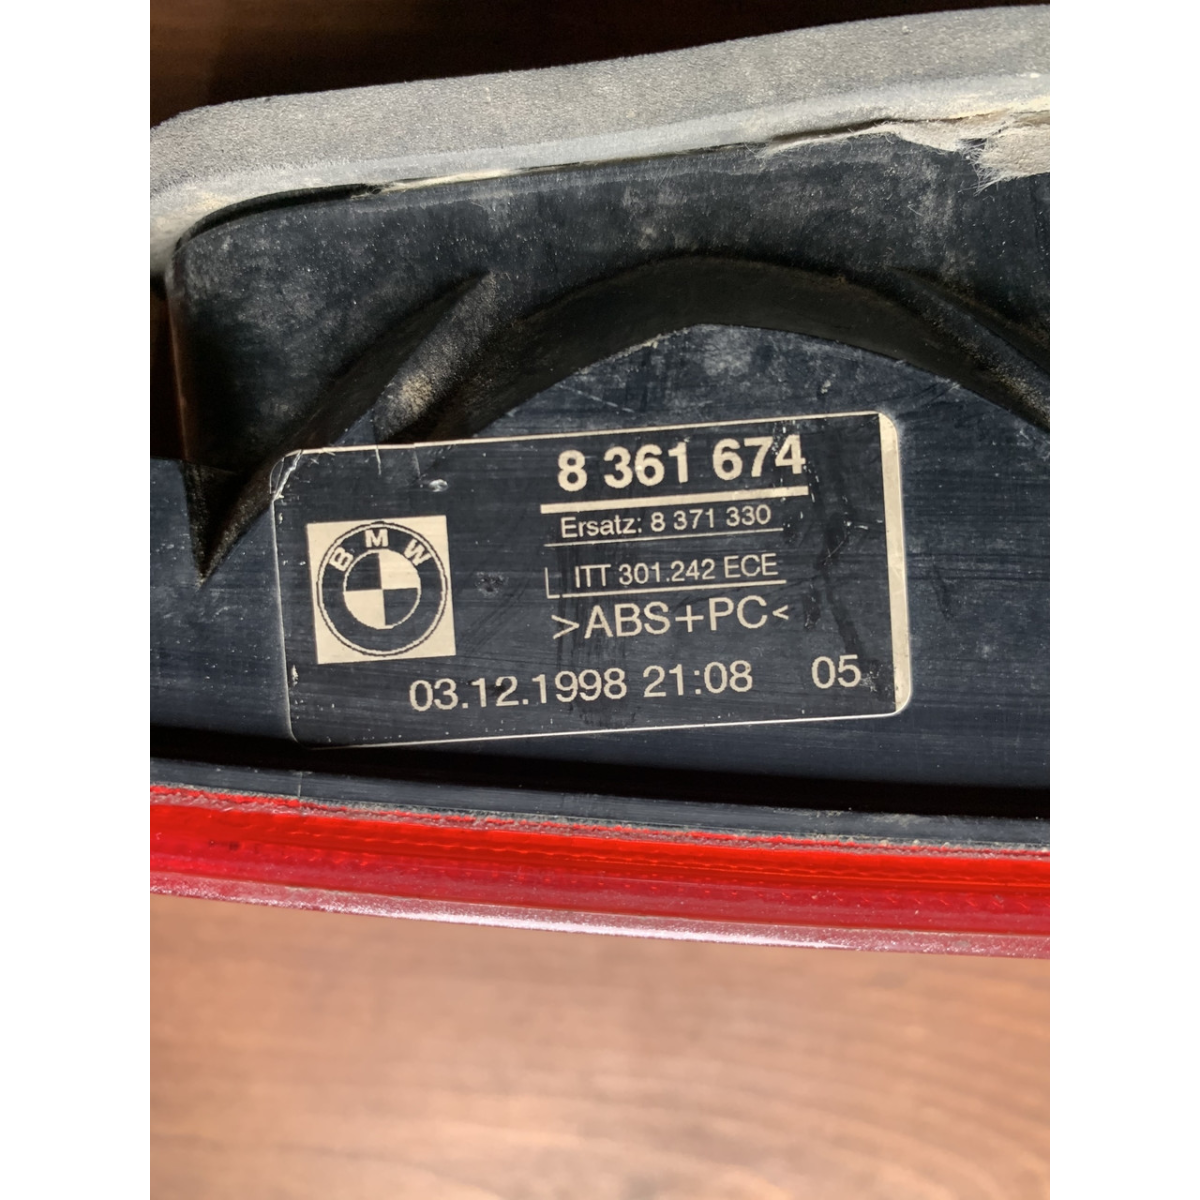 8 361 674
Ersatz: 8 371 330
ITT 301.242 ECE
>ABS+PC<
BMW
03.12.1998 21:08 05